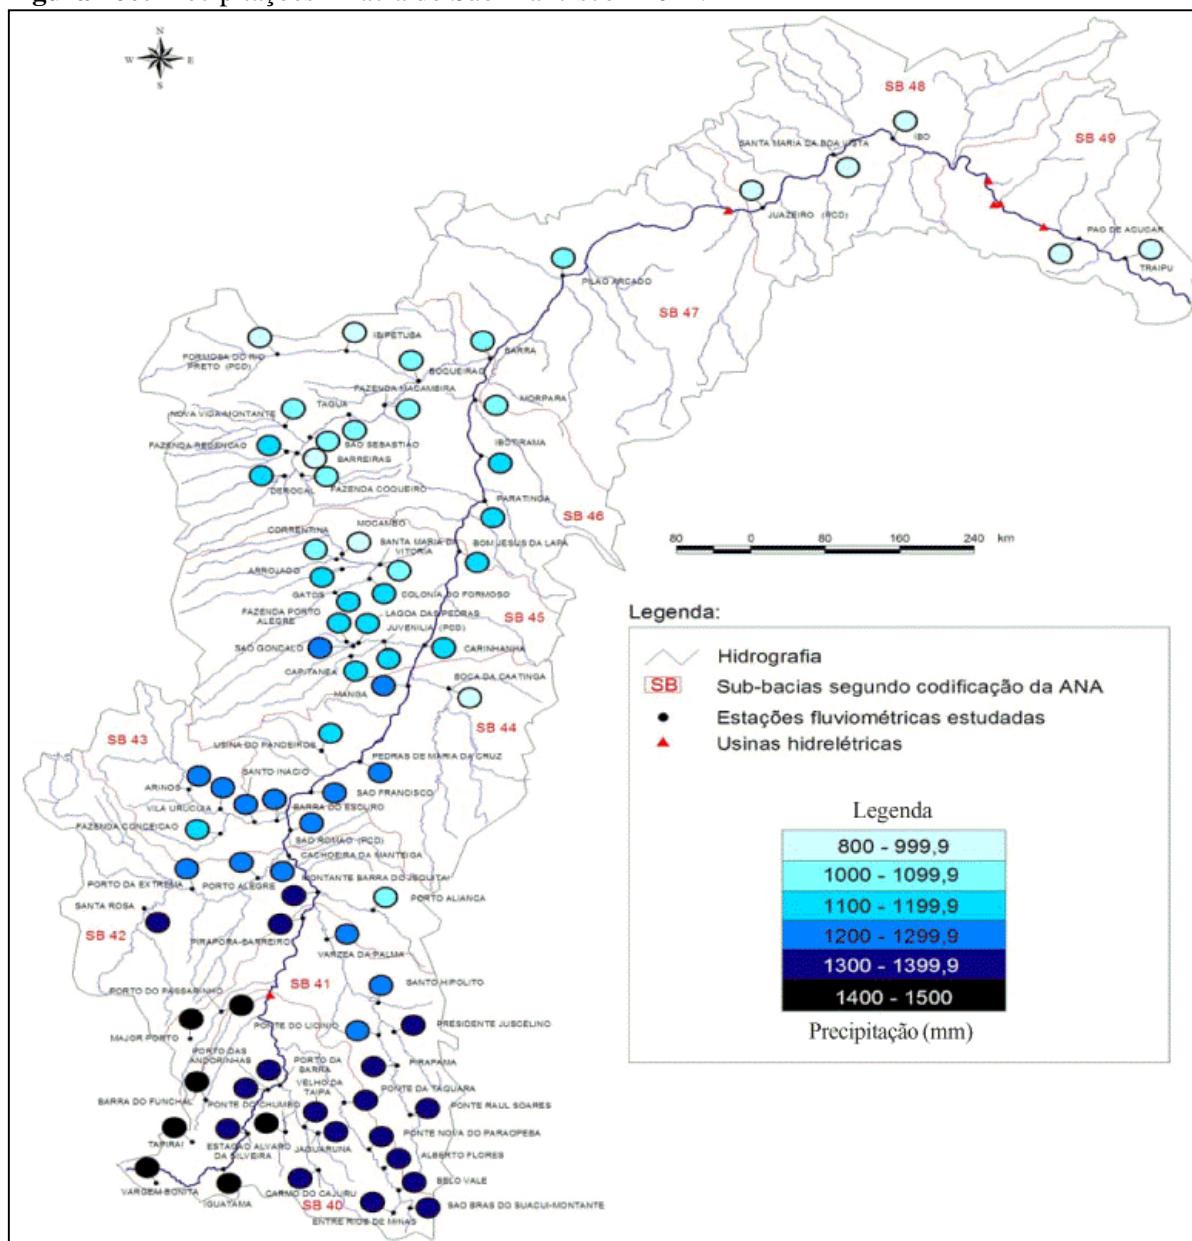 N
W E
S
SB 48
IBO
SANTA MARIA DA BOA VISTA
SB 49
JUAZEIRO (PCD)
PAO DE ACUCAR
TRAIPU
PILAO ARCADO
SB 47
IBIPETUBA
FORMOSA DO RIO
PRETO (PCD)
BARRA
BOQUEIRAO
FAZENDA MACAMBIRA
MORPARA
TAGUA
NOVA VIDA-MONTANTE
FAZENDA REDENCAO
SAO SEBASTIAO
IBOTIRAMA
BARREIRAS
DEROCAL
FAZENDA COQUEIRO
PARATINGA
SB 46
CORRENTINA
MOCAMBO
SANTA MARIA DA
VITORIA
BOM JESUS DA LAPA
80 0 80 160 240 km
ARROJADO
GATOS
COLONIA DO FORMOSO
FAZENDA PORTO
ALEGRE
LAGOA DAS PEDRAS
JUVENILIA (PCD)
SB 45
SAO GONCALO
CARINHANHA
CAPITANEA
BOCA DA CAATINGA
MANGA
SB 44
SB 43
USINA DO PANDEIROS
PEDRAS DE MARIA DA CRUZ
SANTO INACIO
ARINOS
SAO FRANCISCO
VILA URUCUIA
BARRA DO ESCURO
FAZENDA CONCEICAO
SAO ROMAO (PCD)
CACHOEIRA DA MANTEIGA
PORTO DA EXTREMA
PORTO ALEGRE
MONTANTE BARRA DO JEQUITAI
SANTA ROSA
PORTO ALIANCA
SB 42
PIRAPORA-BARREIRO
VARZEA DA PALMA
SB 41
SANTO HIPOLITO
PORTO DO PASSARINHO
PONTE DO LICINIO
PRESIDENTE JUSCELINO
MAJOR PORTO
PORTO DAS
ANDORINHAS
PORTO DA
BARRA
PIRAPAMA
VELHO DA
TAIPA
PONTE DA TAQUARA
BARRA DO FUNCHAL
PONTE DO CHUMBO
PONTE RAUL SOARES
TAPIRAI
ESTACAO ALVARO
DA SILVEIRA
JAGUARUNA
PONTE NOVA DO PARAOPEBA
ALBERTO FLORES
VARGEM BONITA
IGUATAMA
CARMO DO CAJURU
BELO VALE
SB 40
ENTRE RIOS DE MINAS
SAO BRAS DO SUACUI-MONTANTE
Legenda:
Hidrografia
SB Sub-bacias segundo codificação da ANA
Estações fluviométricas estudadas
Usinas hidrelétricas
Legenda
800 - 999,9
1000 - 1099,9
1100 - 1199,9
1200 - 1299,9
1300 - 1399,9
1400 - 1500
Precipitação (mm)